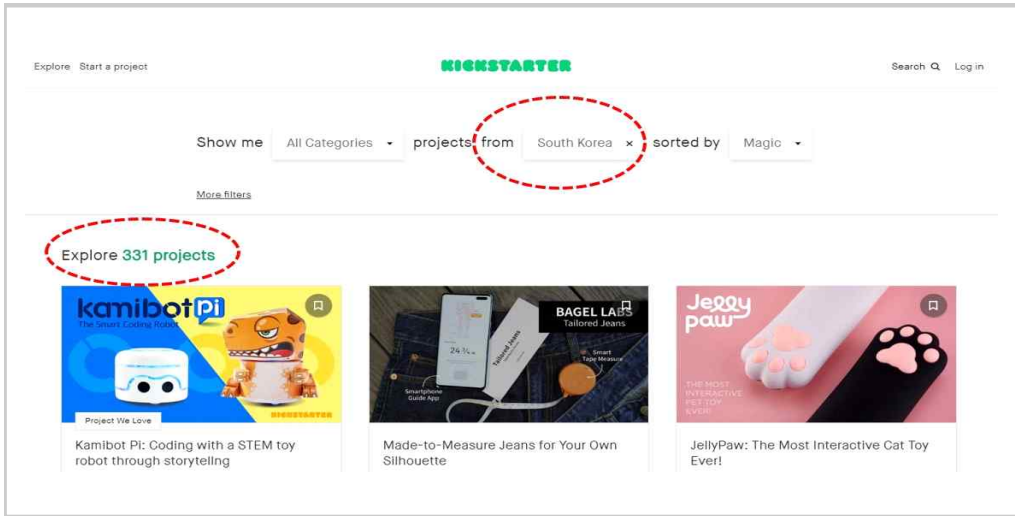 Explore Start a project
KICKSTARTER
Search Log in
Show me All Categories projects from South Korea × sorted by Magic
More filters
Explore 331 projects
kamibot Pi
The Smart Coding Robot
KICKSTARTER
Project We Love
Kamibot Pi: Coding with a STEM toy
robot through storytellng
BAGEL LABS
Tailored Jeans
Tailored Jeans
Smart
Tape Measure
Smartphone
Guide App
Made-to-Measure Jeans for Your Own
Silhouette
Jelly
paw
THE MOST
INTERACTIVE
PET TOY
EVER!
JellyPaw: The Most Interactive Cat Toy
Ever!